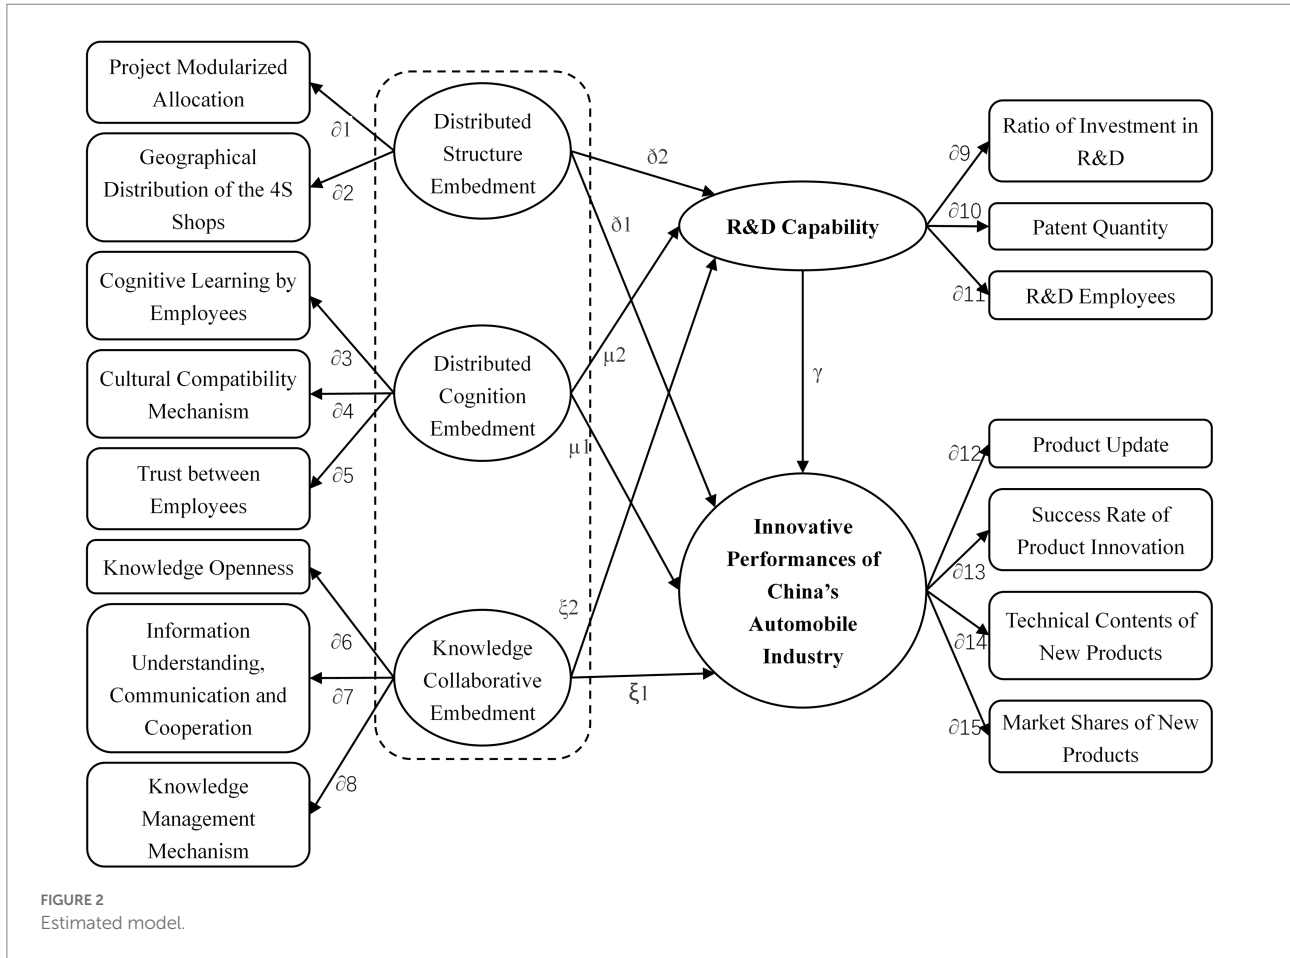 Project Modularized
Allocation
Geographical
Distribution of the 4S
Shops
Cognitive Learning by
Employees
Cultural Compatibility
Mechanism
Trust between
Employees
Knowledge Openness
Information
Understanding,
Communication and
Cooperation
Knowledge
Management
Mechanism
∂1
∂2
∂3
∂4
∂5
∂6
∂7
∂8
Distributed
Structure
Embedment
Distributed
Cognition
Embedment
Knowledge
Collaborative
Embedment
ð2
ð1
μ2
μ1
ξ2
ξ1
R&D Capability
γ
Innovative
Performances of
China's
Automobile
Industry
∂9
∂10
∂11
∂12
∂13
∂14
∂15
Ratio of Investment in
R&D
Patent Quantity
R&D Employees
Product Update
Success Rate of
Product Innovation
Technical Contents of
New Products
Market Shares of New
Products
FIGURE 2
Estimated model.